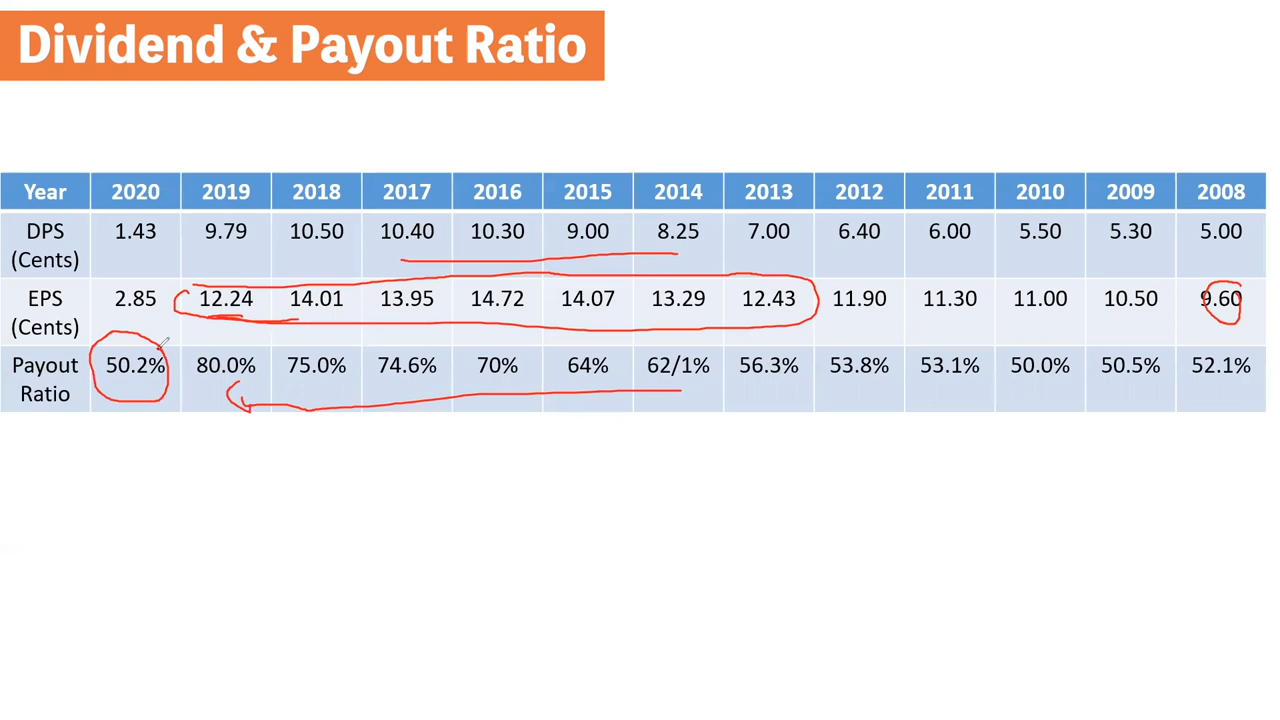 Dividend & Payout Ratio
Year 2020 2019 2018 2017 2016 2015 2014 2013 2012 2011 2010 2009 2008
DPS (Cents) 1.43 9.79 10.50 10.40 10.30 9.00 8.25 7.00 6.40 6.00 5.50 5.30 5.00
EPS (Cents) 2.85 12.24 14.01 13.95 14.72 14.07 13.29 12.43 11.90 11.30 11.00 10.50 9.60
Payout Ratio 50.2% 80.0% 75.0% 74.6% 70% 64% 62/1% 56.3% 53.8% 53.1% 50.0% 50.5% 52.1%